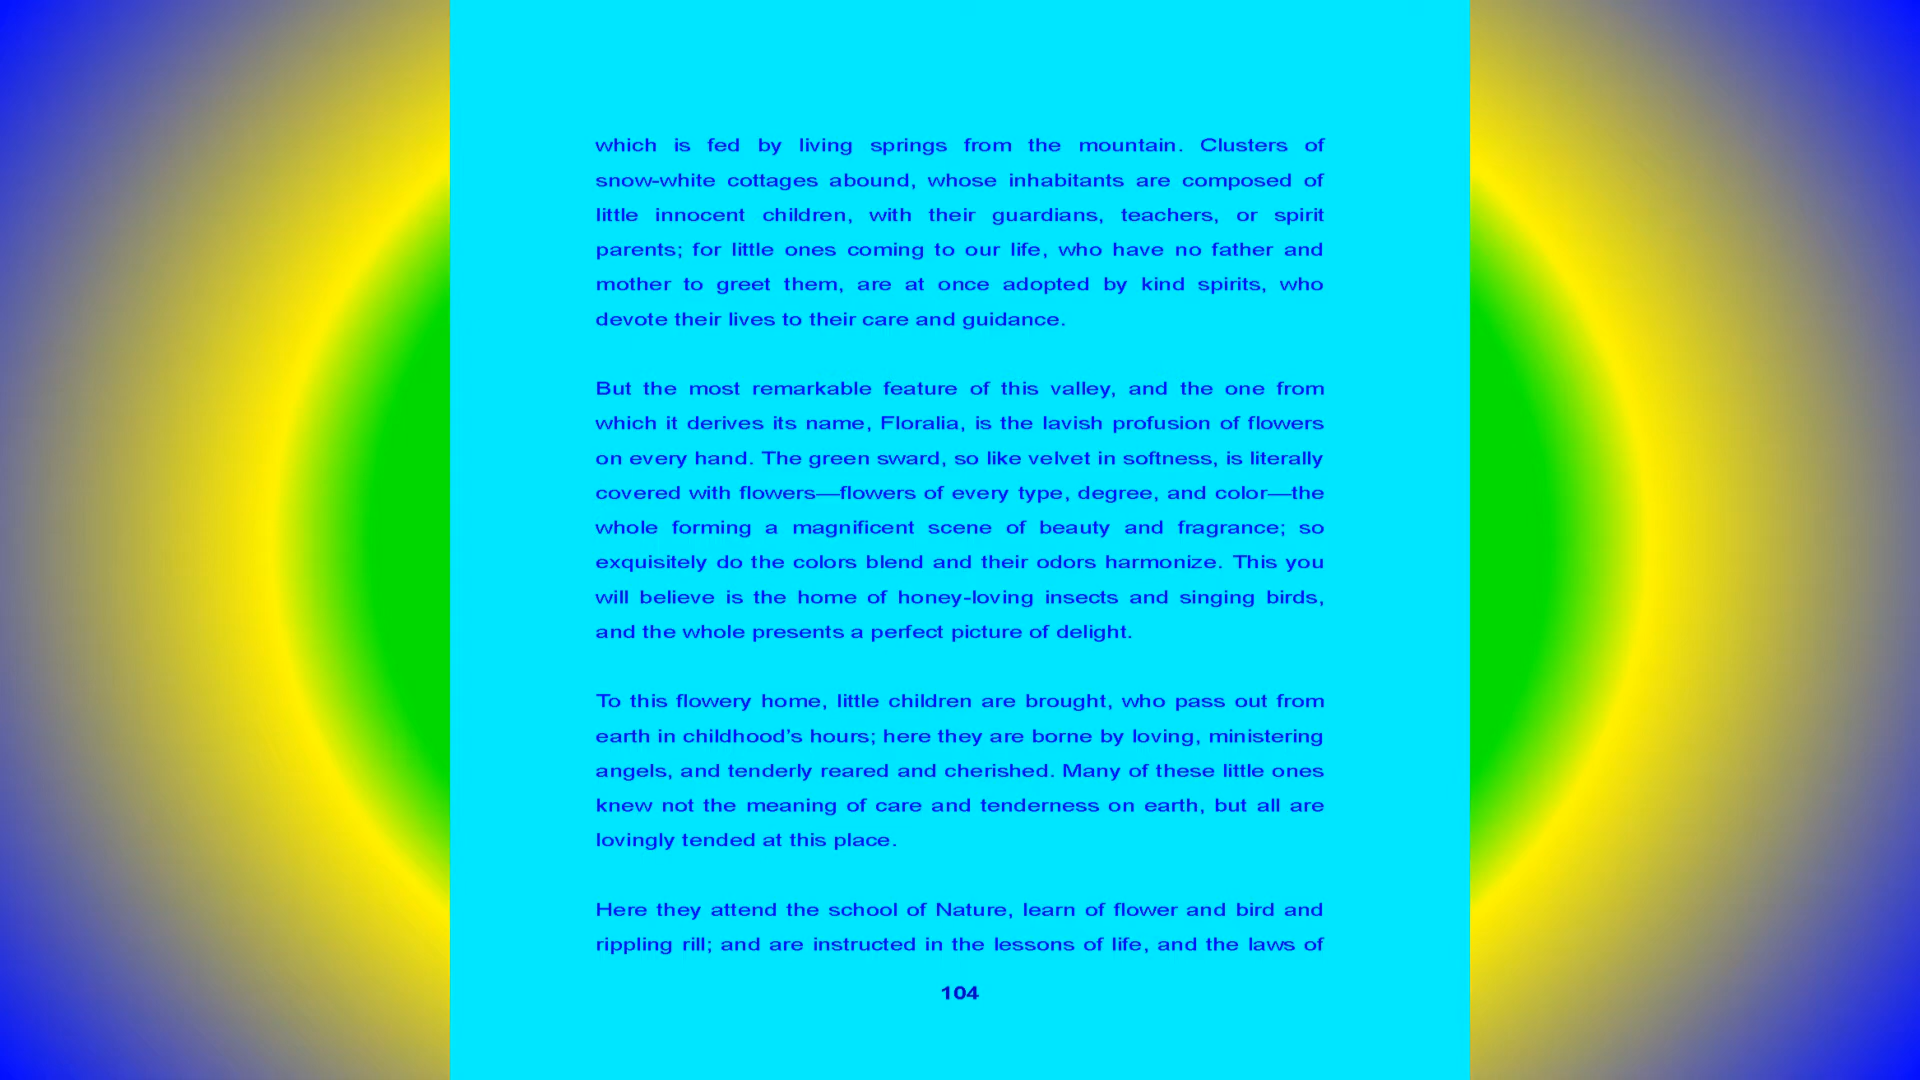 which is fed by living springs from the mountain. Clusters of
snow-white cottages abound, whose inhabitants are composed of
little innocent children, with their guardians, teachers, or spirit
parents; for little ones coming to our life, who have no father and
mother to greet them, are at once adopted by kind spirits, who
devote their lives to their care and guidance.
But the most remarkable feature of this valley, and the one from
which it derives its name, Floralia, is the lavish profusion of flowers
on every hand. The green sward, so like velvet in softness, is literally
covered with flowers—flowers of every type, degree, and color—the
whole forming a magnificent scene of beauty and fragrance; so
exquisitely do the colors blend and their odors harmonize. This you
will believe is the home of honey-loving insects and singing birds,
and the whole presents a perfect picture of delight.
To this flowery home, little children are brought, who pass out from
earth in childhood’s hours; here they are borne by loving, ministering
angels, and tenderly reared and cherished. Many of these little ones
knew not the meaning of care and tenderness on earth, but all are
lovingly tended at this place.
Here they attend the school of Nature, learn of flower and bird and
rippling rill; and are instructed in the lessons of life, and the laws of
104